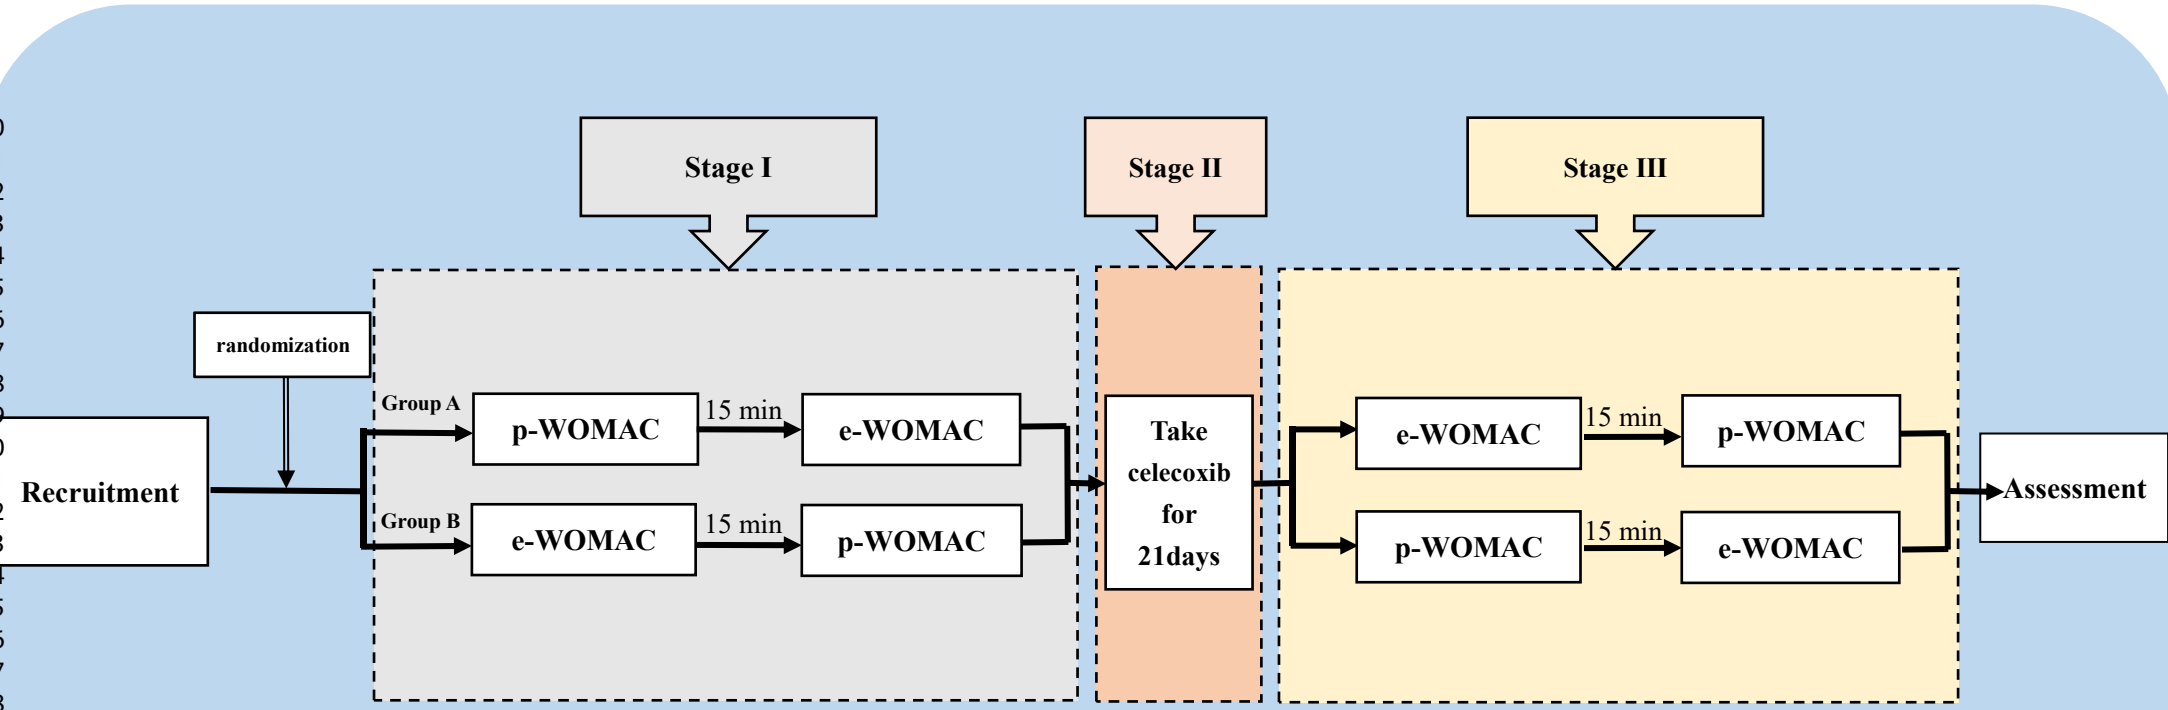 Stage I
Stage II
Stage III
randomization
Recruitment
Group A
p-WOMAC
15 min
e-WOMAC
Group B
e-WOMAC
15 min
p-WOMAC
Take
celecoxib
for
21days
e-WOMAC
15 min
p-WOMAC
p-WOMAC
15 min
e-WOMAC
Assessment